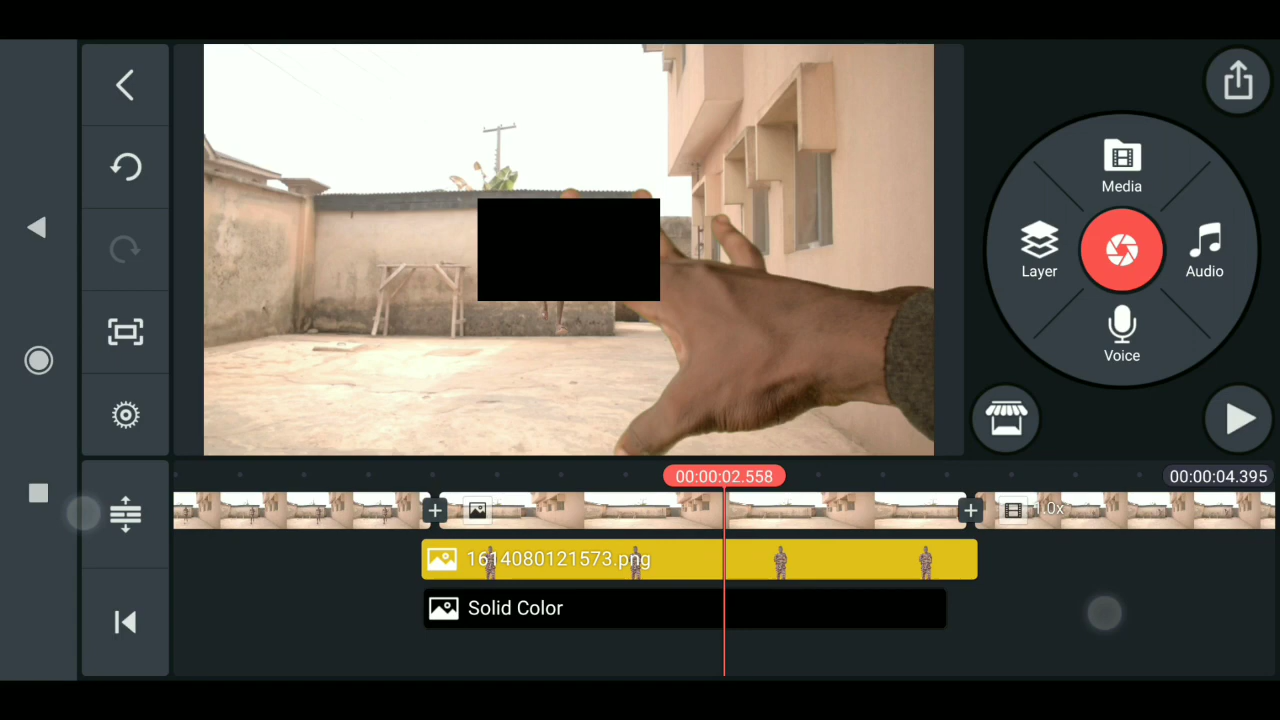 Media
Layer
Audio
Voice
00:00:02.558
00:00:04.395
1.0x
1614080121573.png
Solid Color